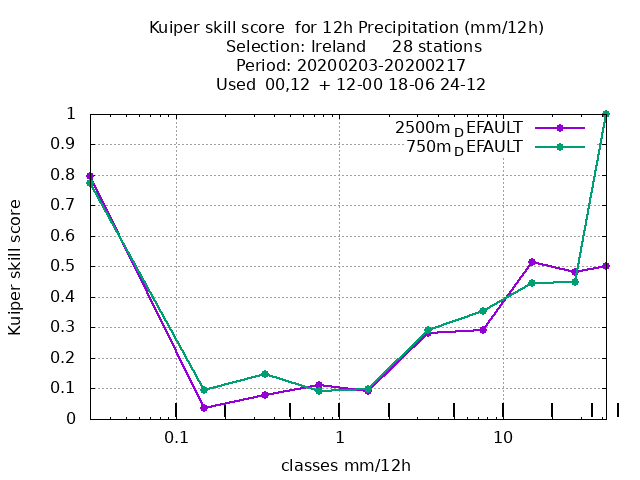 Kuiper skill score  for 12h Precipitation (mm/12h)
Selection: Ireland     28 stations
Period: 20200203-20200217
Used  00,12  + 12-00 18-06 24-12
2500m_DEFAULT
750m_DEFAULT
1
0.9
0.8
0.7
0.6
0.5
0.4
0.3
0.2
0.1
0
Kuiper skill score
0.1 1 10
classes mm/12h